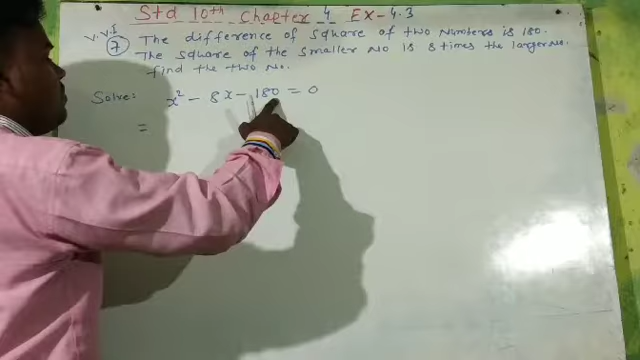 Std 10th Chapter 4 Ex-4.3
V.V.I
7 The difference of square of two numbers is 180.
The square of the smaller no is 8 times the larger no.
find the two no.
Solve: x² - 8x - 180 = 0
=